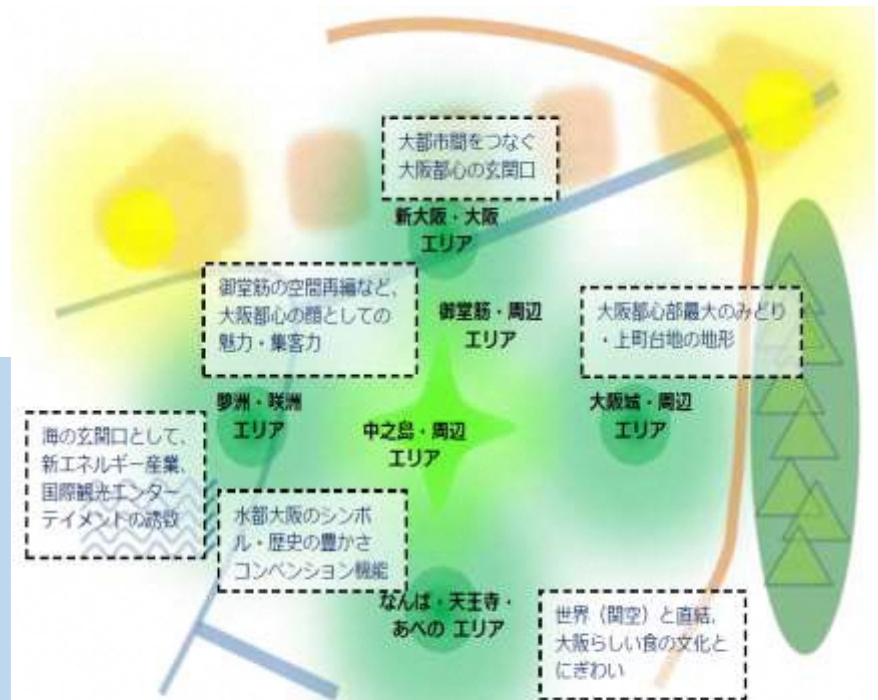 大都市間をつなぐ
大阪都心の玄関口
新大阪・大阪
エリア
御堂筋の空間再編など、
大阪都心の顔としての
魅力・集客力
御堂筋・周辺
エリア
大阪都心部最大のみどり
・上町台地の地形
夢洲・咲洲
エリア
中之島・周辺
エリア
大阪城・周辺
エリア
海の玄関口として、
新エネルギー産業、
国際観光エンター
テイメントの誘致
水都大阪のシンボ
ル・歴史の豊かさ
コンベンション機能
なんば・天王寺・
あべの エリア
世界（関空）と直結、
大阪らしい食の文化と
にぎわい